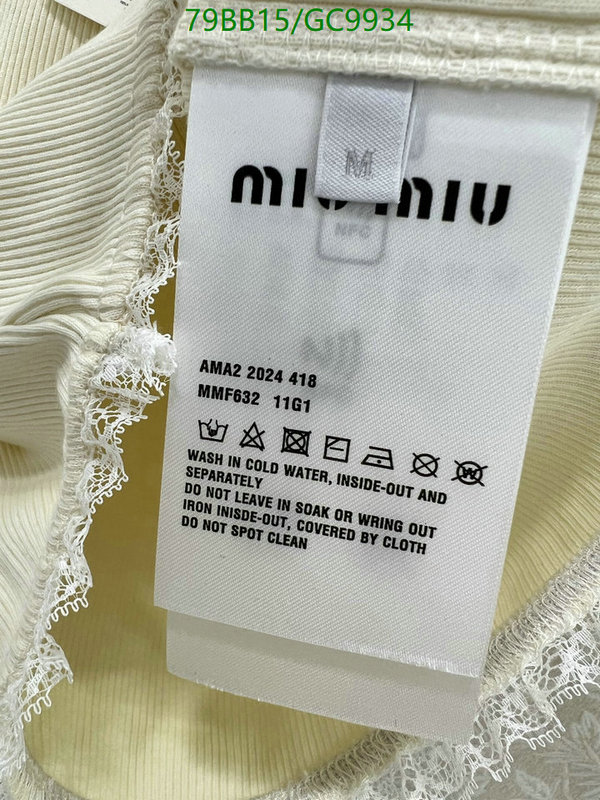 79BB15/GC9934
M
MIU MIU
NFC
AMA2 2024 418
MMF632 11G1
WASH IN COLD WATER, INSIDE-OUT AND
SEPARATELY
DO NOT LEAVE IN SOAK OR WRING OUT
IRON INISDE-OUT, COVERED BY CLOTH
DO NOT SPOT CLEAN